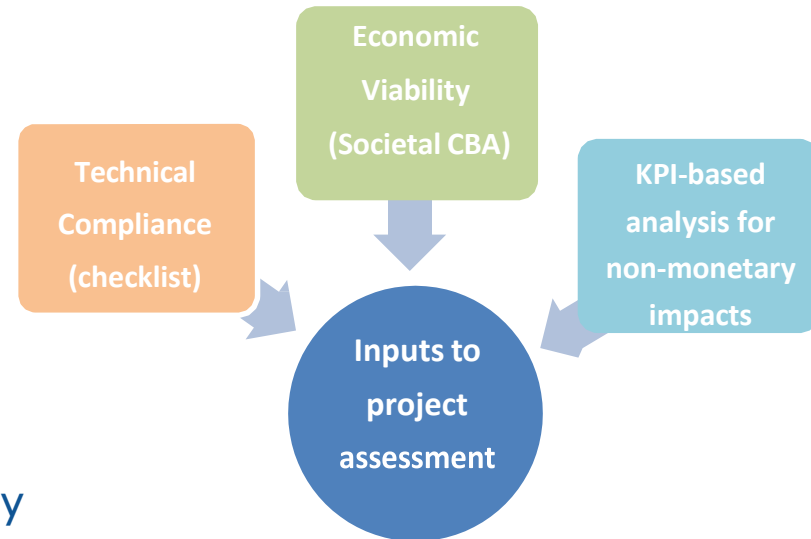 Economic
Viability
(Societal CBA)
Technical
Compliance
(checklist)
KPI-based
analysis for
non-monetary
impacts
Inputs to
project
assessment
y